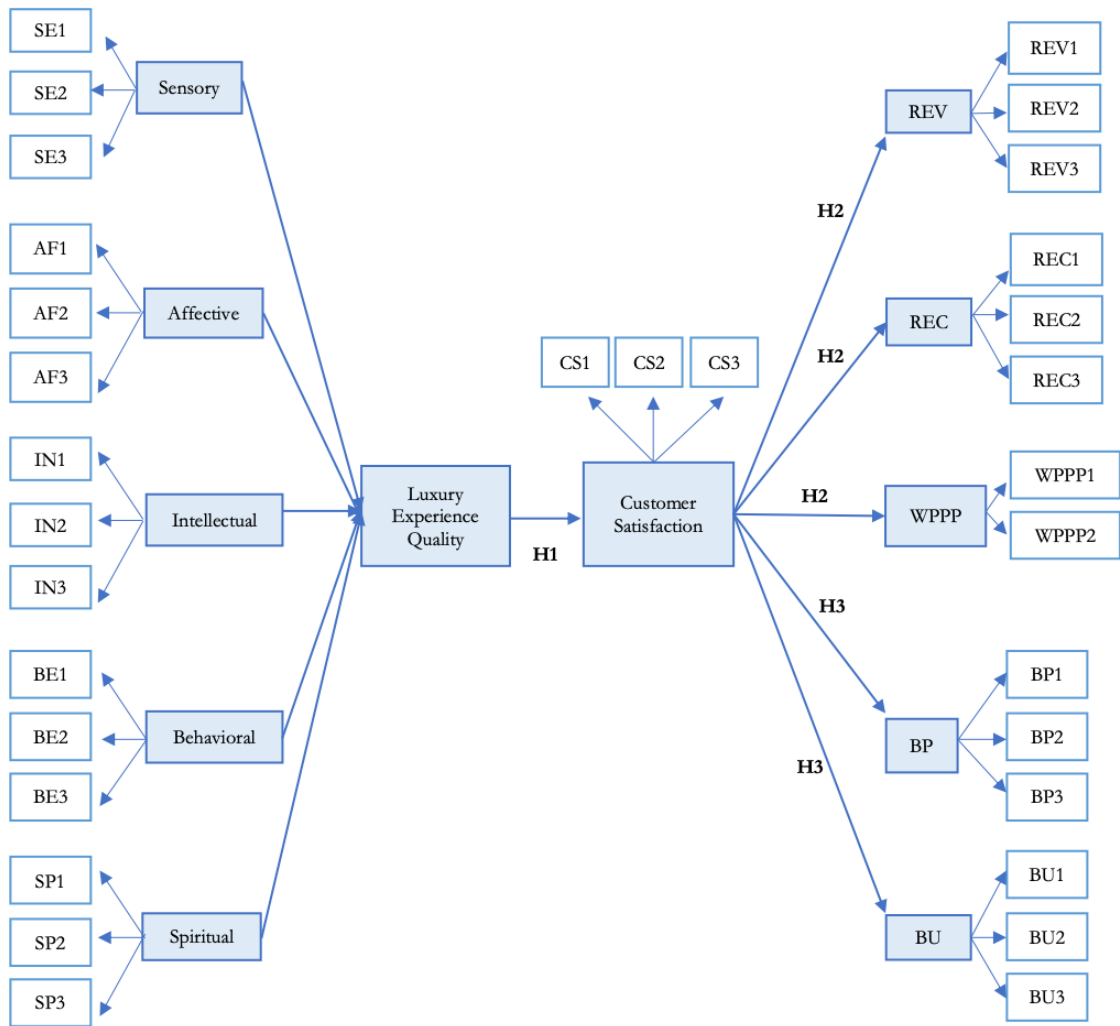 SE1
SE2
SE3
Sensory
AF1
AF2
AF3
Affective
IN1
IN2
IN3
Intellectual
BE1
BE2
BE3
Behavioral
SP1
SP2
SP3
Spiritual
Luxury
Experience
Quality
H1
CS1
CS2
CS3
Customer
Satisfaction
H2
H2
H2
H3
H3
REV
REV1
REV2
REV3
REC
REC1
REC2
REC3
WPPP
WPPP1
WPPP2
BP
BP1
BP2
BP3
BU
BU1
BU2
BU3